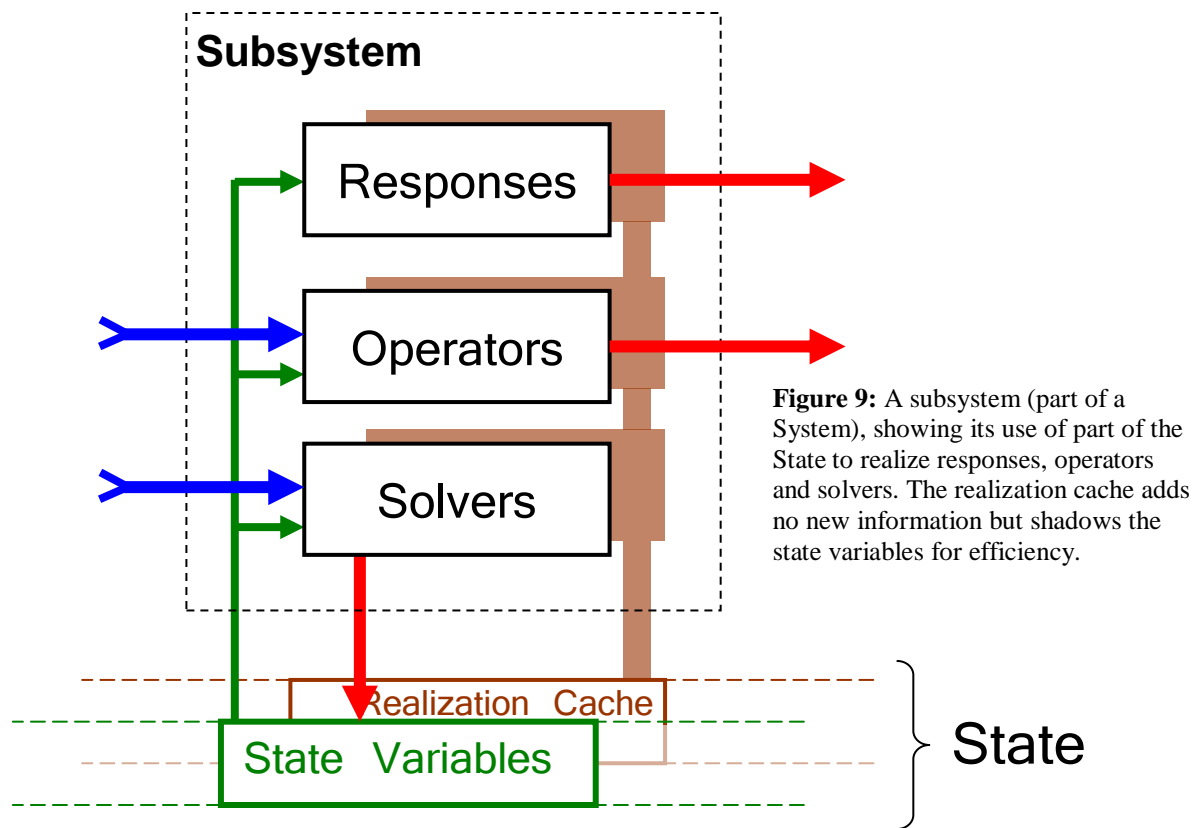 Subsystem
Responses
Operators
Solvers
Figure 9: A subsystem (part of a
System), showing its use of part of the
State to realize responses, operators
and solvers. The realization cache adds
no new information but shadows the
state variables for efficiency.
Realization Cache
State Variables
State